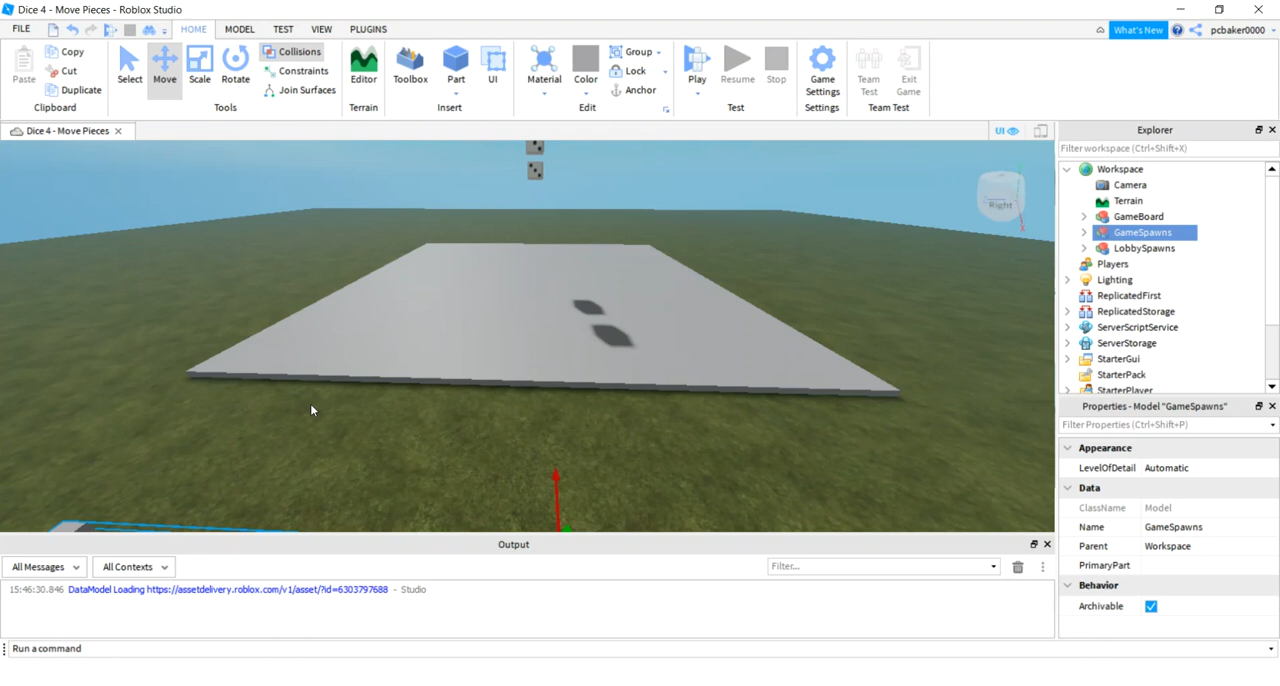 Dice 4 - Move Pieces - Roblox Studio
FILE HOME MODEL TEST VIEW PLUGINS What's New pcbaker0000
Paste Copy Cut Duplicate Clipboard
Select Move Scale Rotate Collisions Constraints Join Surfaces Tools
Editor Terrain
Toolbox Part UI Insert
Material Color Group Lock Anchor Edit
Play Resume Stop Test
Game Settings Settings
Team Test Exit Game Team Test
Dice 4 - Move Pieces UI
Right
Explorer
Filter workspace (Ctrl+Shift+X)
Workspace
Camera
Terrain
GameBoard
GameSpawns
LobbySpawns
Players
Lighting
ReplicatedFirst
ReplicatedStorage
ServerScriptService
ServerStorage
StarterGui
StarterPack
StarterPlayer
Properties - Model "GameSpawns"
Filter Properties (Ctrl+Shift+P)
Appearance
LevelOfDetail Automatic
Data
ClassName Model
Name GameSpawns
Parent Workspace
PrimaryPart
Behavior
Archivable
Output
All Messages All Contexts Filter...
15:46:30.846 DataModel Loading https://assetdelivery.roblox.com/v1/asset/?id=6303797688 - Studio
Run a command